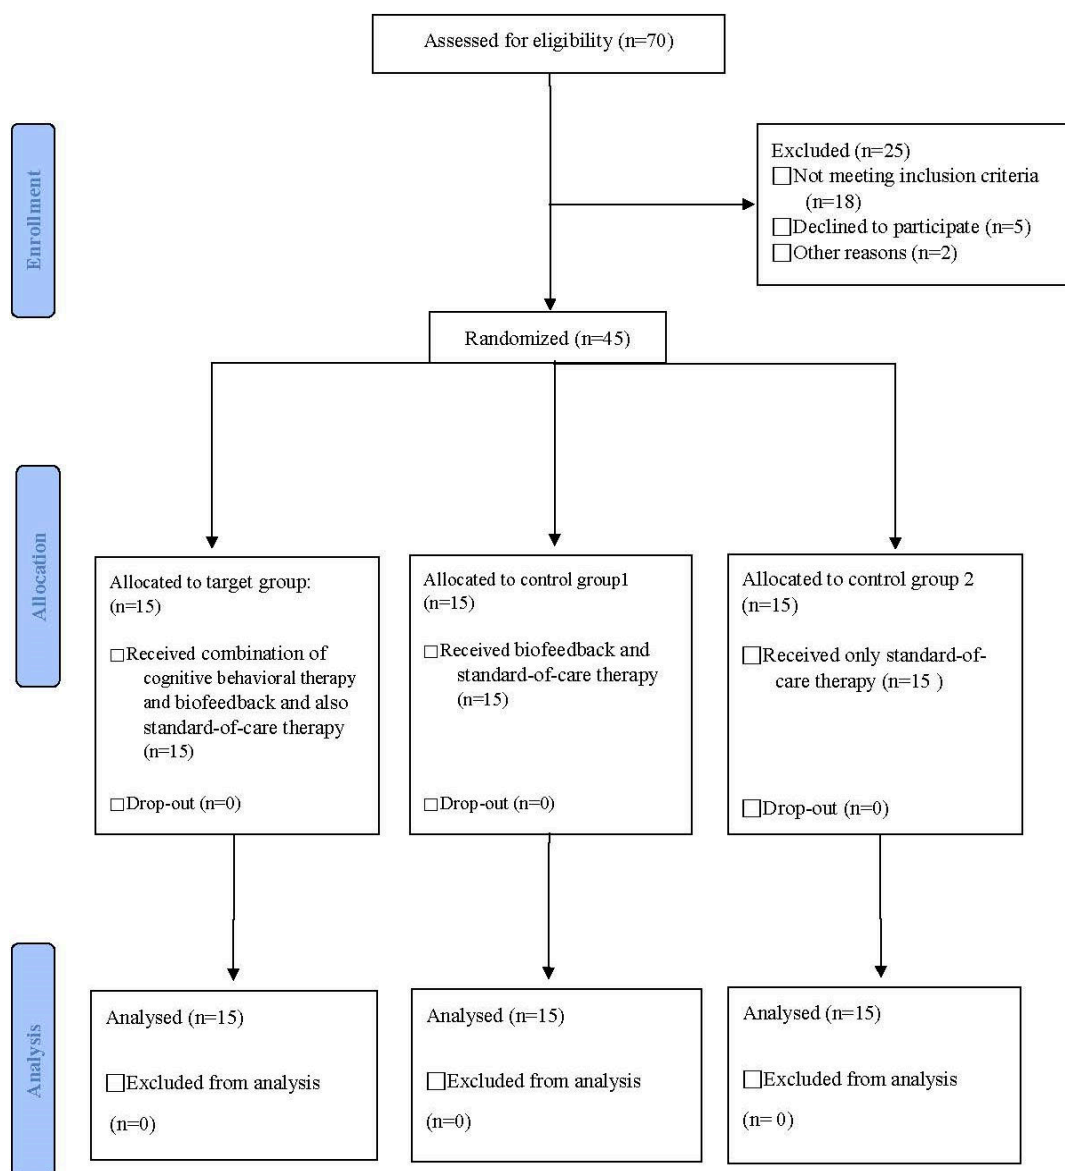 Assessed for eligibility (n=70)
Enrollment
Excluded (n=25)
□Not meeting inclusion criteria
(n=18)
□Declined to participate (n=5)
□Other reasons (n=2)
Randomized (n=45)
Allocation
Allocated to target group:
(n=15)
□Received combination of
cognitive behavioral therapy
and biofeedback and also
standard-of-care therapy
(n=15)
□Drop-out (n=0)
Allocated to control group1
(n=15)
□Received biofeedback and
standard-of-care therapy
(n=15)
□Drop-out (n=0)
Allocated to control group 2
(n=15)
□Received only standard-of-
care therapy (n=15 )
□Drop-out (n=0)
Analysis
Analysed (n=15)
□Excluded from analysis
(n=0)
Analysed (n=15)
□Excluded from analysis
(n=0)
Analysed (n=15)
□Excluded from analysis
(n= 0)